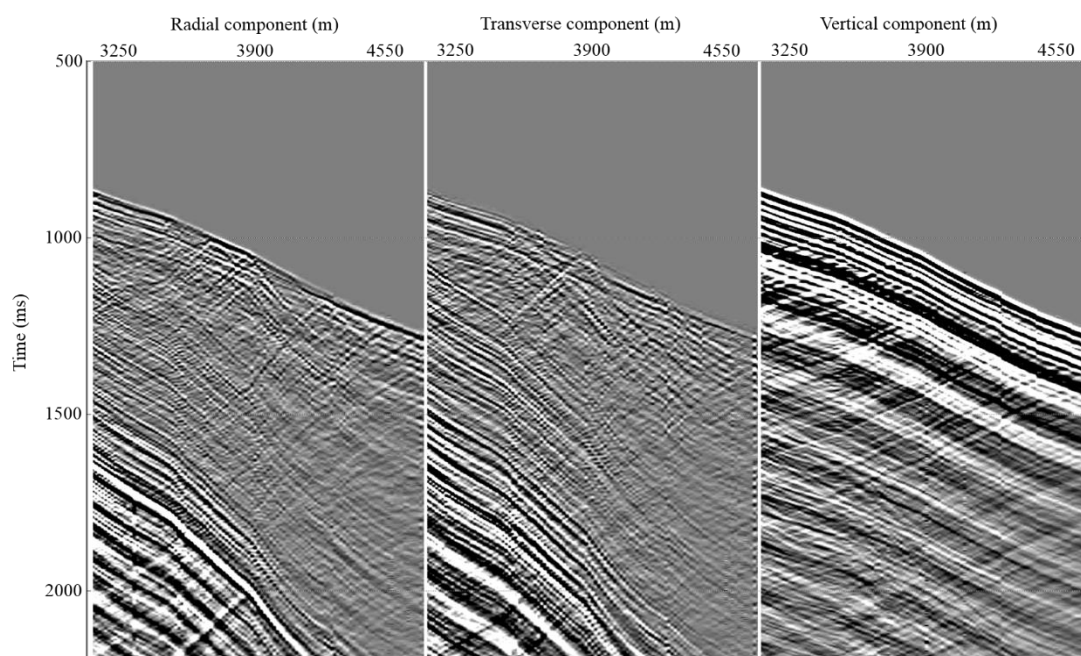 Radial component (m) Transverse component (m) Vertical component (m)
3250 3900 4550 3250 3900 4550 3250 3900 4550
500
1000
1500
2000
Time (ms)